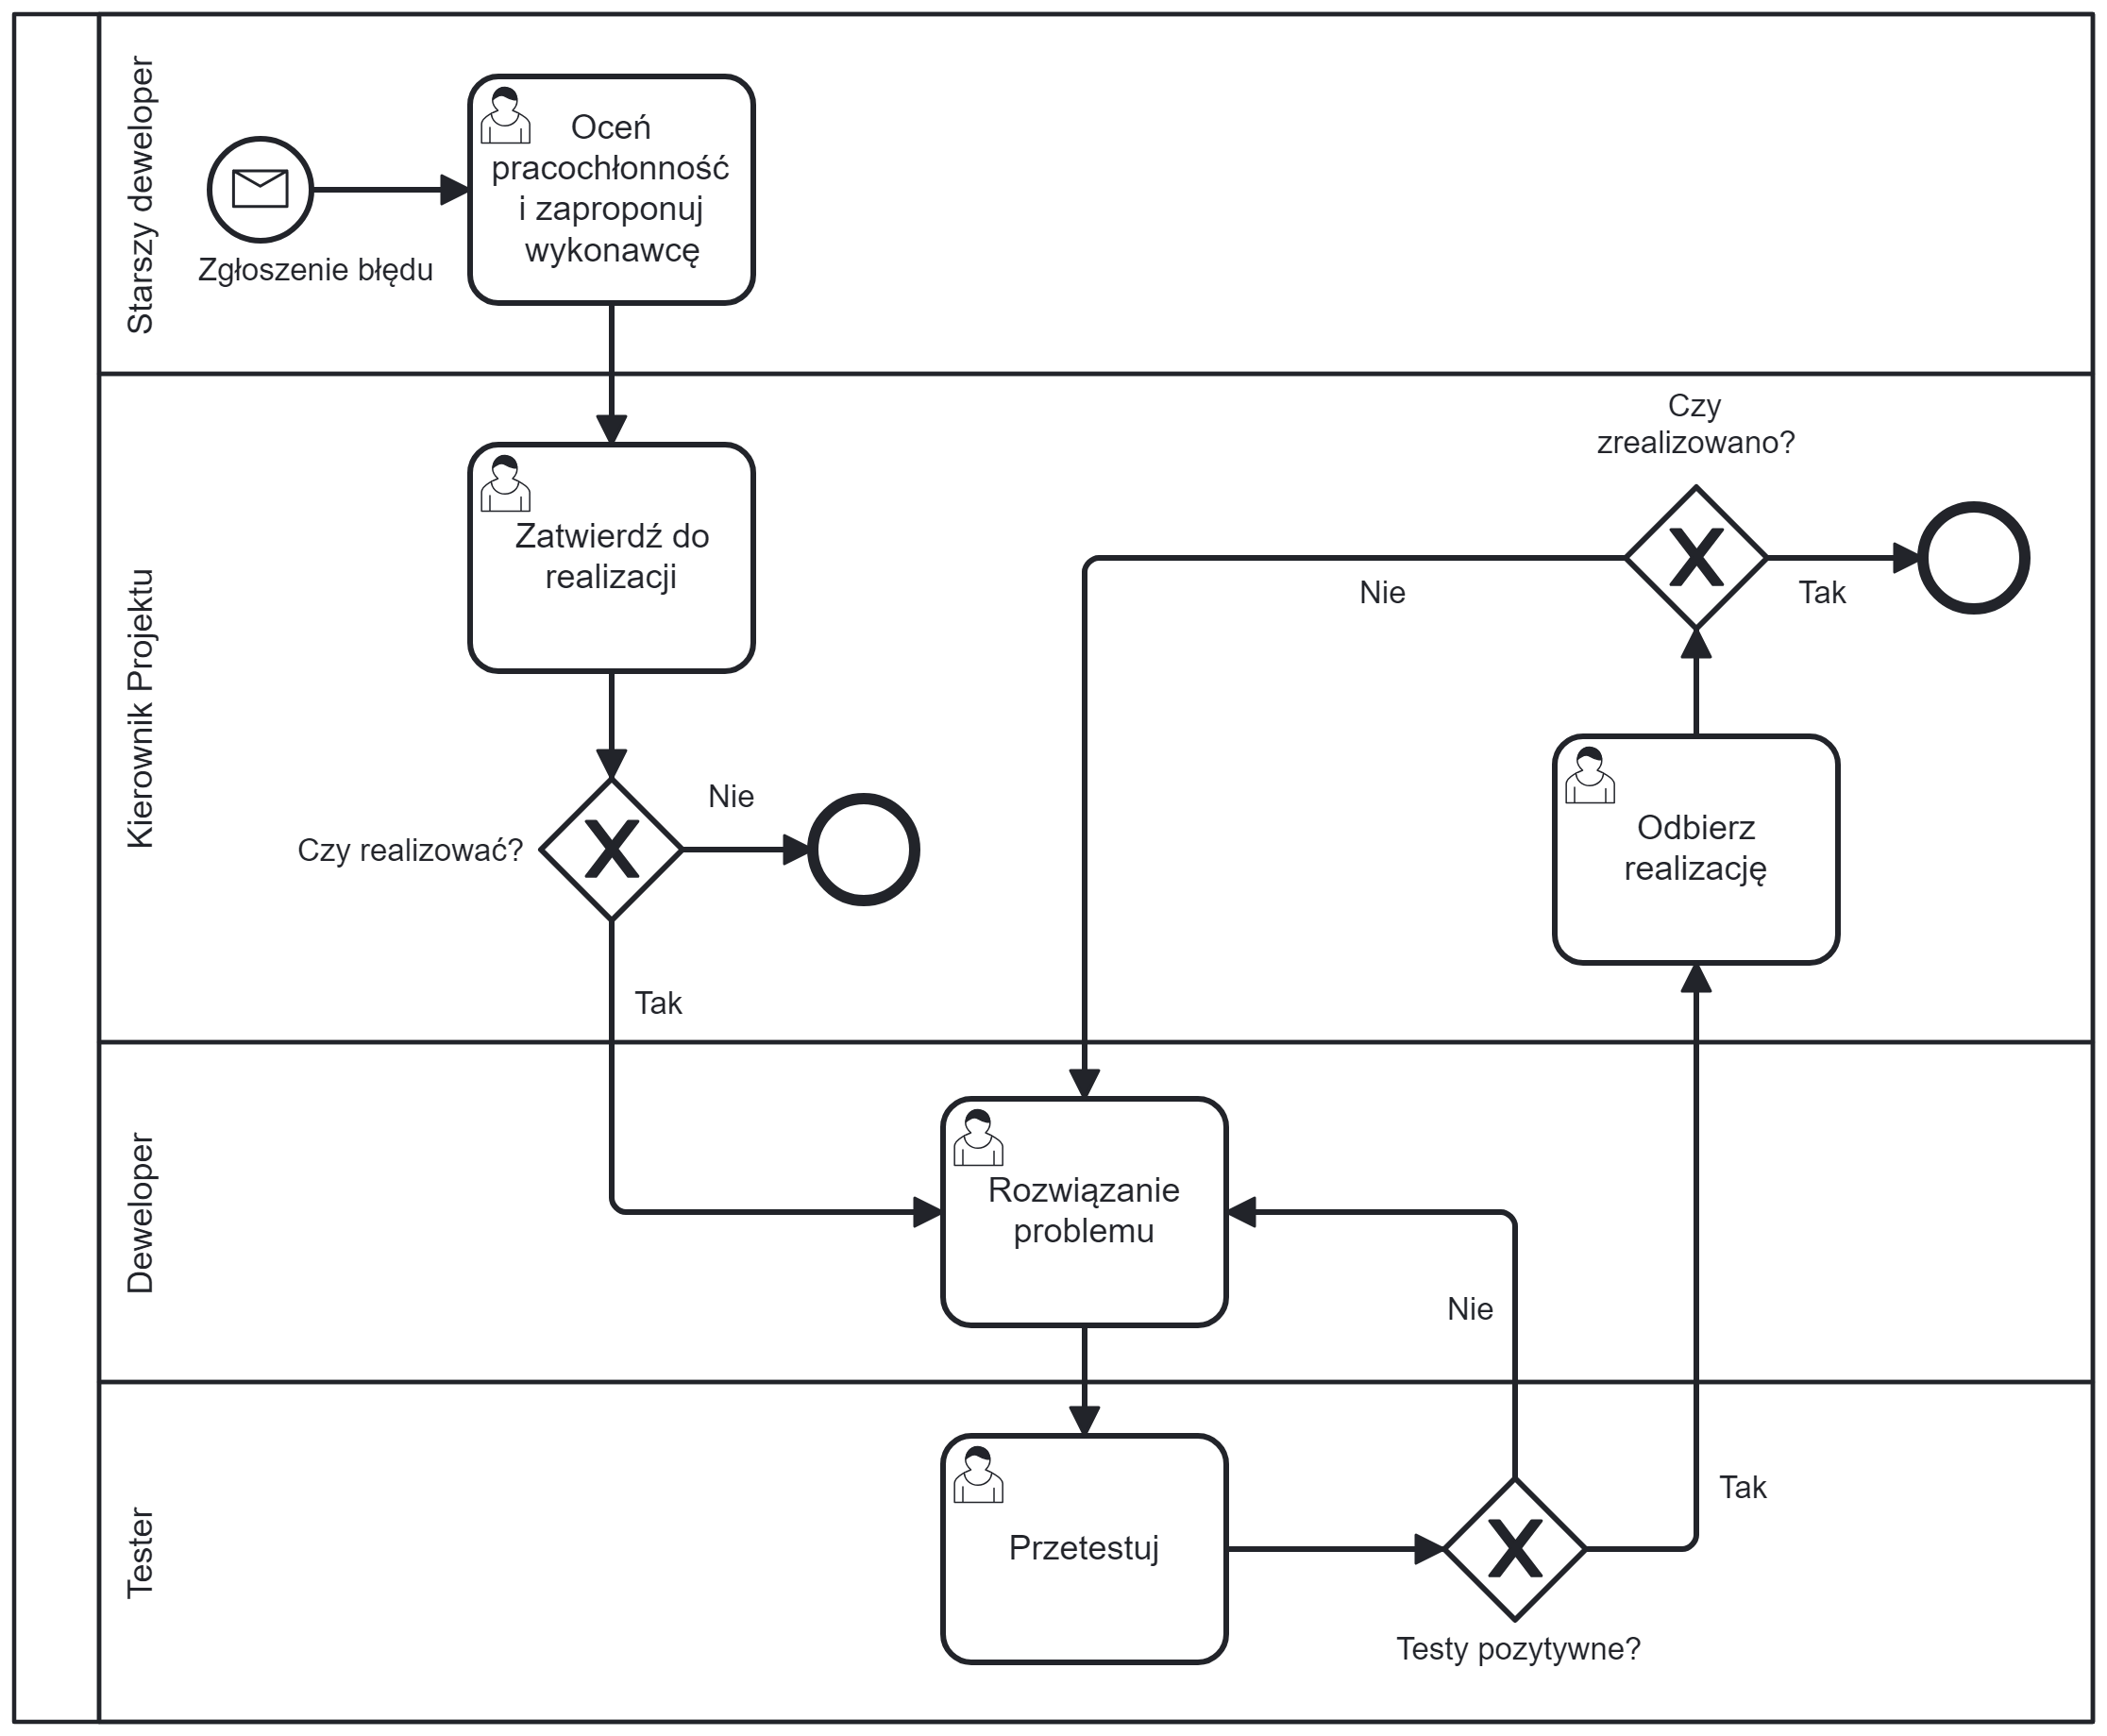 Starszy deweloper
Zgłoszenie błędu
Oceń
pracochłonność
i zaproponuj
wykonawcę
Kierownik Projektu
Zatwierdź do
realizacji
Czy realizować?
Nie
Tak
Czy
zrealizowano?
Nie
Tak
Odbierz
realizację
Deweloper
Rozwiązanie
problemu
Nie
Tester
Przetestuj
Testy pozytywne?
Tak